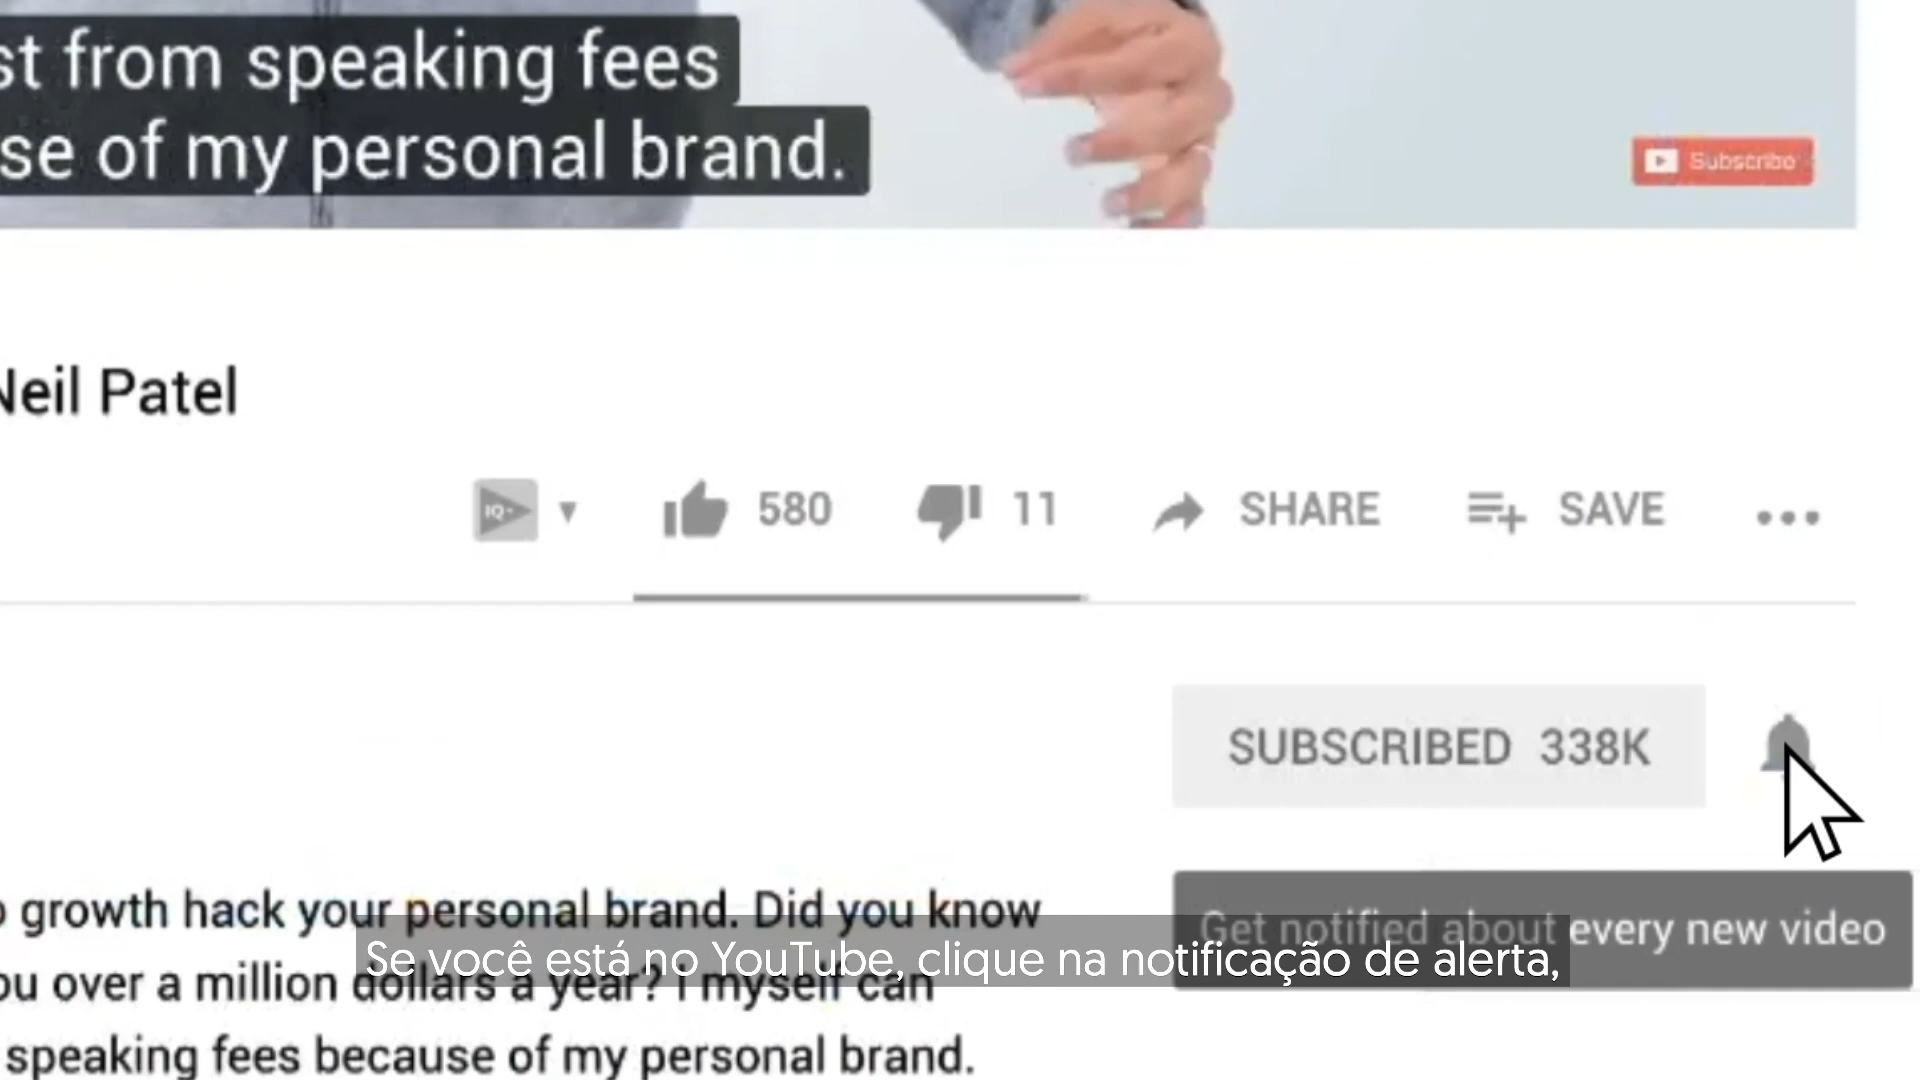 st from speaking fees
se of my personal brand.
Subscribe
Neil Patel
IQ
580
11
SHARE
SAVE
SUBSCRIBED 338K
Get notified about every new video
growth hack your personal brand. Did you know
Se você está no YouTube, clique na notificação de alerta,
ou over a million dollars a year? I myself can
speaking fees because of my personal brand.